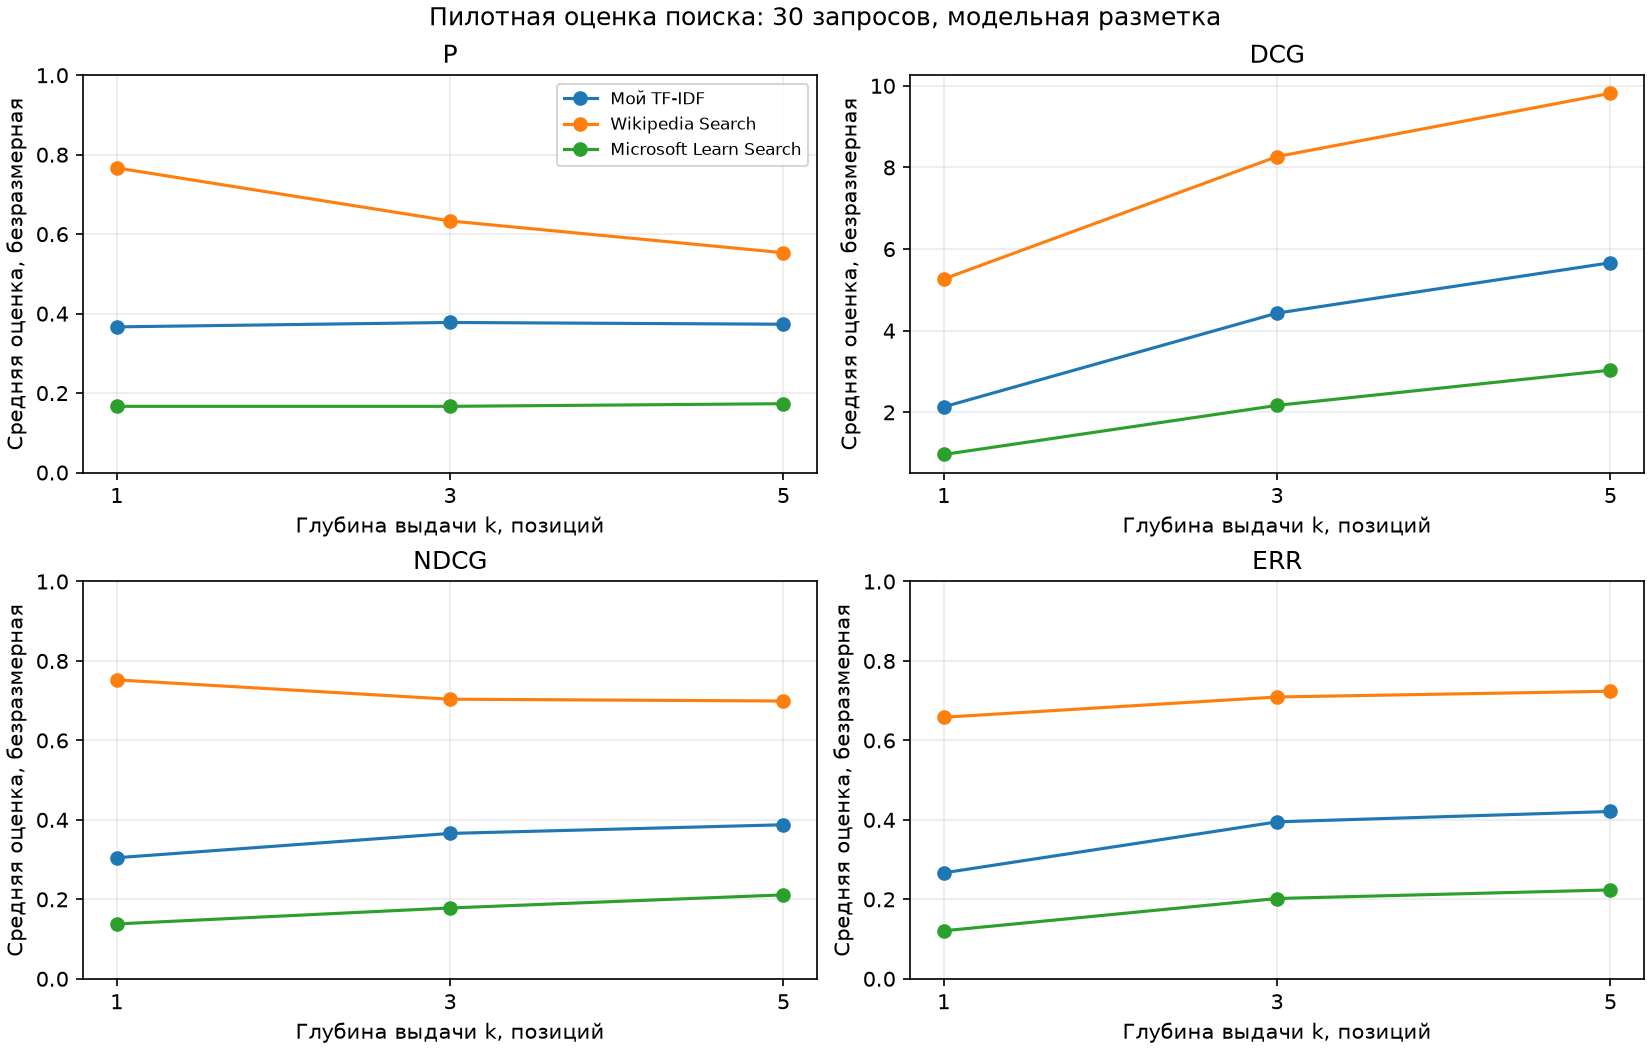 Пилотная оценка поиска: 30 запросов, модельная разметка
P
Средняя оценка, безразмерная
1.0
0.8
0.6
0.4
0.2
0.0
Мой TF-IDF
Wikipedia Search
Microsoft Learn Search
1 3 5
Глубина выдачи k, позиций
DCG
Средняя оценка, безразмерная
10
8
6
4
2
1 3 5
Глубина выдачи k, позиций
NDCG
Средняя оценка, безразмерная
1.0
0.8
0.6
0.4
0.2
0.0
1 3 5
Глубина выдачи k, позиций
ERR
Средняя оценка, безразмерная
1.0
0.8
0.6
0.4
0.2
0.0
1 3 5
Глубина выдачи k, позиций